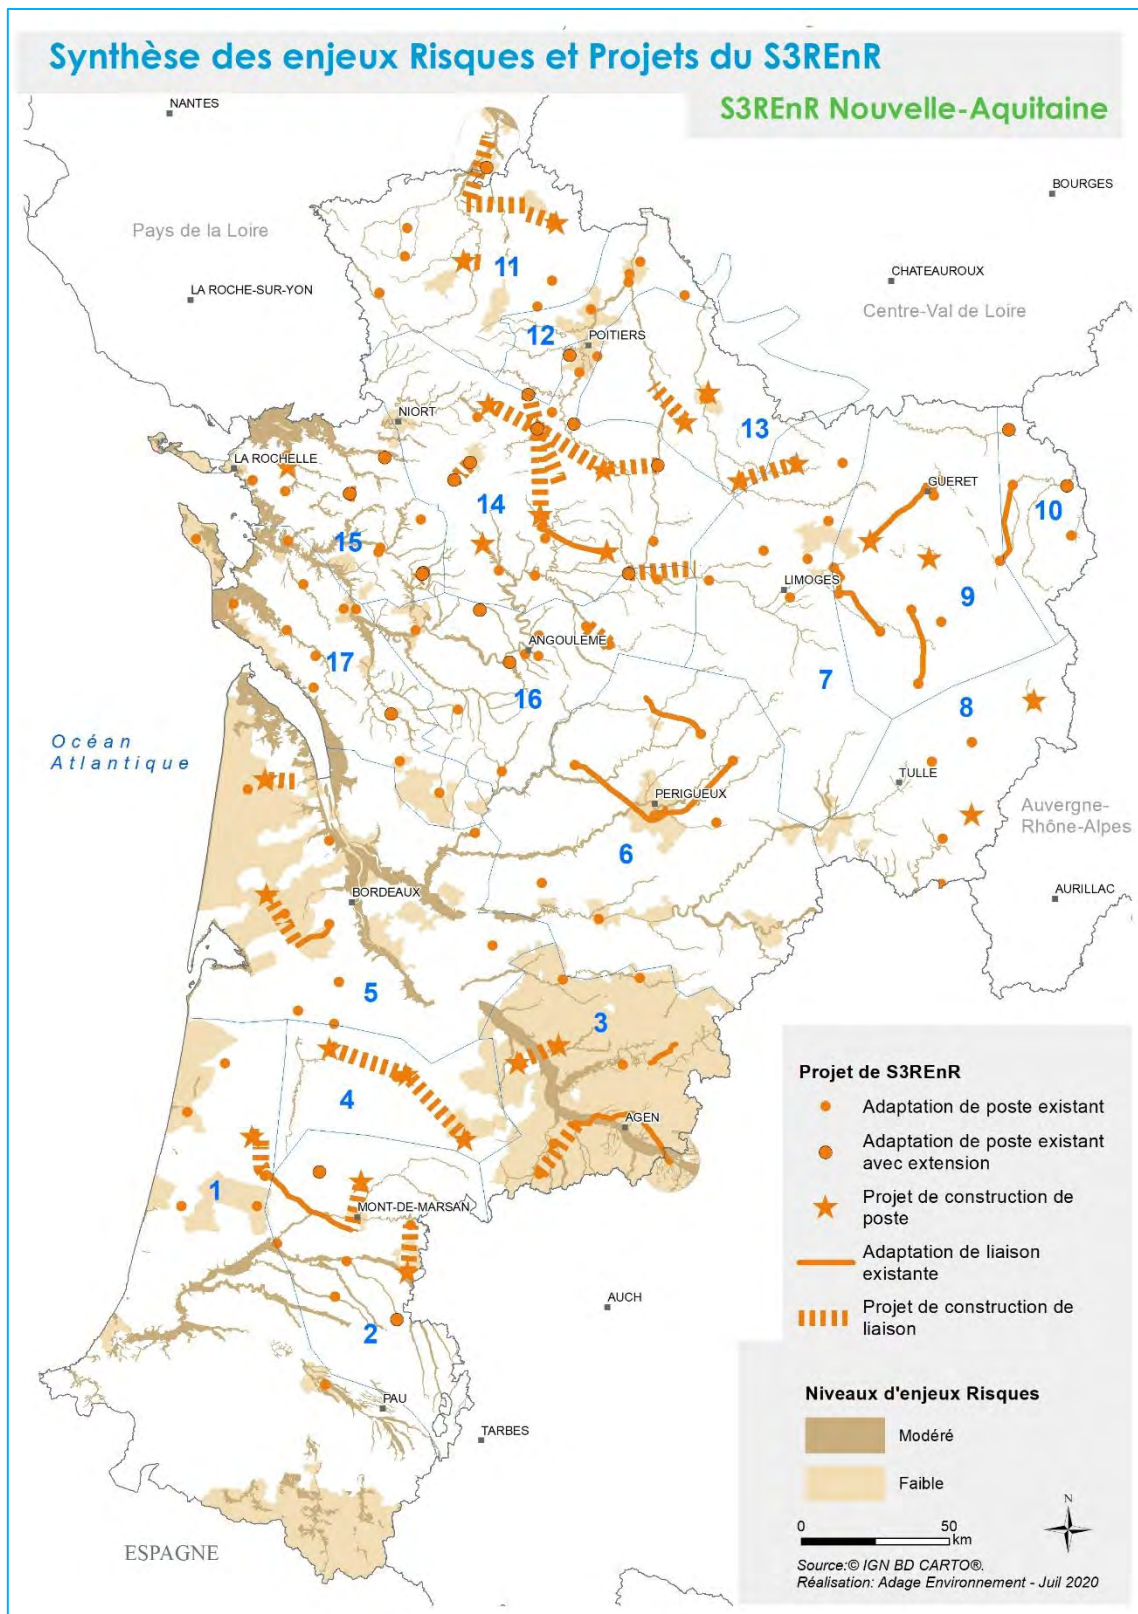 Synthèse des enjeux Risques et Projets du S3REnR
S3REnR Nouvelle-Aquitaine
NANTES
BOURGES
Pays de la Loire
11
CHATEAUROUX
LA ROCHE-SUR-YON
Centre-Val de Loire
12
POITIERS
NIORT
13
LA ROCHELLE
GUERET
14
10
15
LIMOGES
9
ANGOULEME
17
7
16
8
Océan
Atlantique
TULLE
PERIGUEUX
Auvergne-
Rhône-Alpes
6
BORDEAUX
AURILLAC
5
3
4
AGEN
1
MONT-DE-MARSAN
AUCH
2
PAU
TARBES
ESPAGNE
Projet de S3REnR
Adaptation de poste existant
Adaptation de poste existant
avec extension
Projet de construction de
poste
Adaptation de liaison
existante
Projet de construction de
liaison
Niveaux d'enjeux Risques
Modéré
Faible
N
0 50
km
Source:© IGN BD CARTO®.
Réalisation: Adage Environnement - Juil 2020